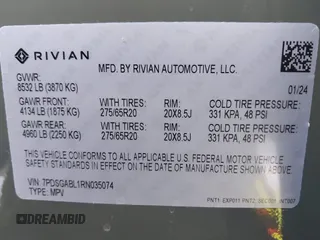 RIVIAN
MFD. BY RIVIAN AUTOMOTIVE, LLC.
GVWR:
8532 LB (3870 KG)
01/24
GAWR FRONT: WITH TIRES: RIM: COLD TIRE PRESSURE:
4134 LB (1875 KG) 275/65R20 20X8.5J 331 KPA, 48 PSI
GAWR REAR: WITH TIRES: RIM: COLD TIRE PRESSURE:
4960 LB (2250 KG) 275/65R20 20X8.5J 331 KPA, 48 PSI
THIS VEHICLE CONFORMS TO ALL APPLICABLE FEDERAL MOTOR VEHICLE
SAFETY STANDARDS IN EFFECT ON THE DATE OF MANUFACTURE SHOWN ABOVE.
VIN: 7PDSGABL1RN035074
TYPE: MPV
PNT1: EXP011 PNT2: